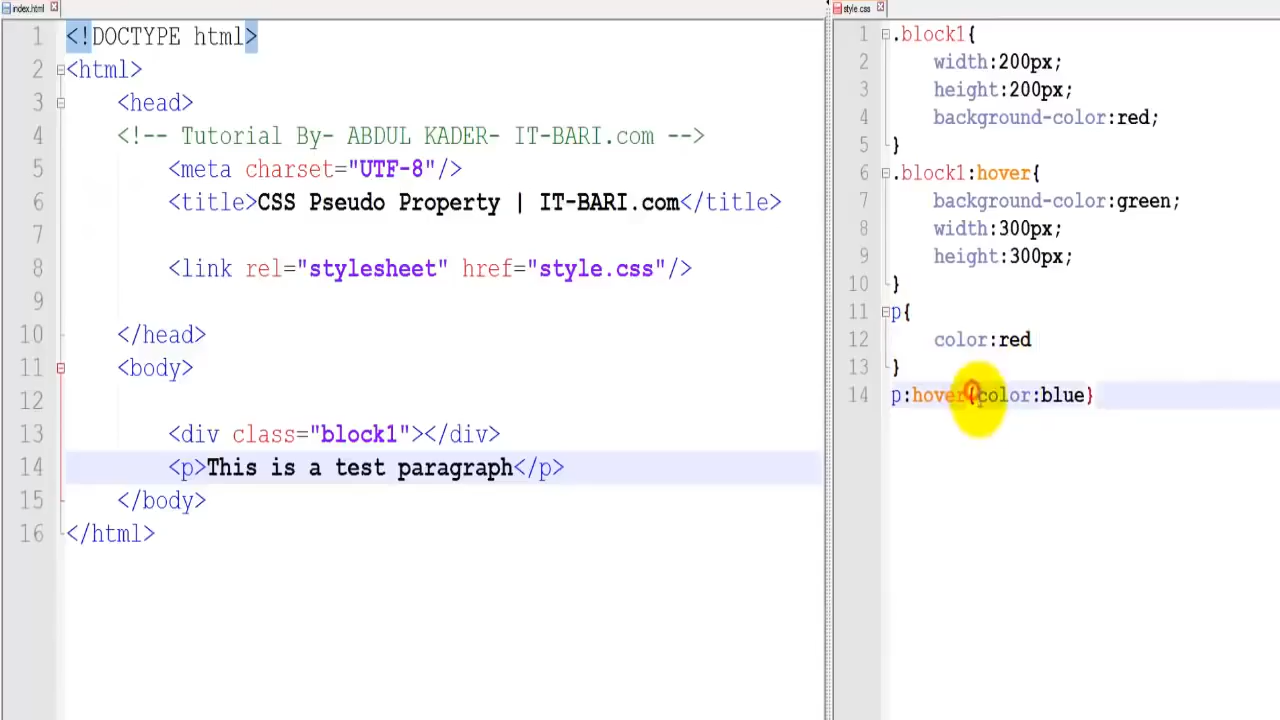 index.html
style.css
1 <!DOCTYPE html>
2 <html>
3 <head>
4 <!-- Tutorial By- ABDUL KADER- IT-BARI.com -->
5 <meta charset="UTF-8"/>
6 <title>CSS Pseudo Property | IT-BARI.com</title>
7
8 <link rel="stylesheet" href="style.css"/>
9
10 </head>
11 <body>
12
13 <div class="block1"></div>
14 <p>This is a test paragraph</p>
15 </body>
16 </html>
1 .block1{
2 width:200px;
3 height:200px;
4 background-color:red;
5 }
6 .block1:hover{
7 background-color:green;
8 width:300px;
9 height:300px;
10 }
11 p{
12 color:red
13 }
14 p:hover{color:blue}